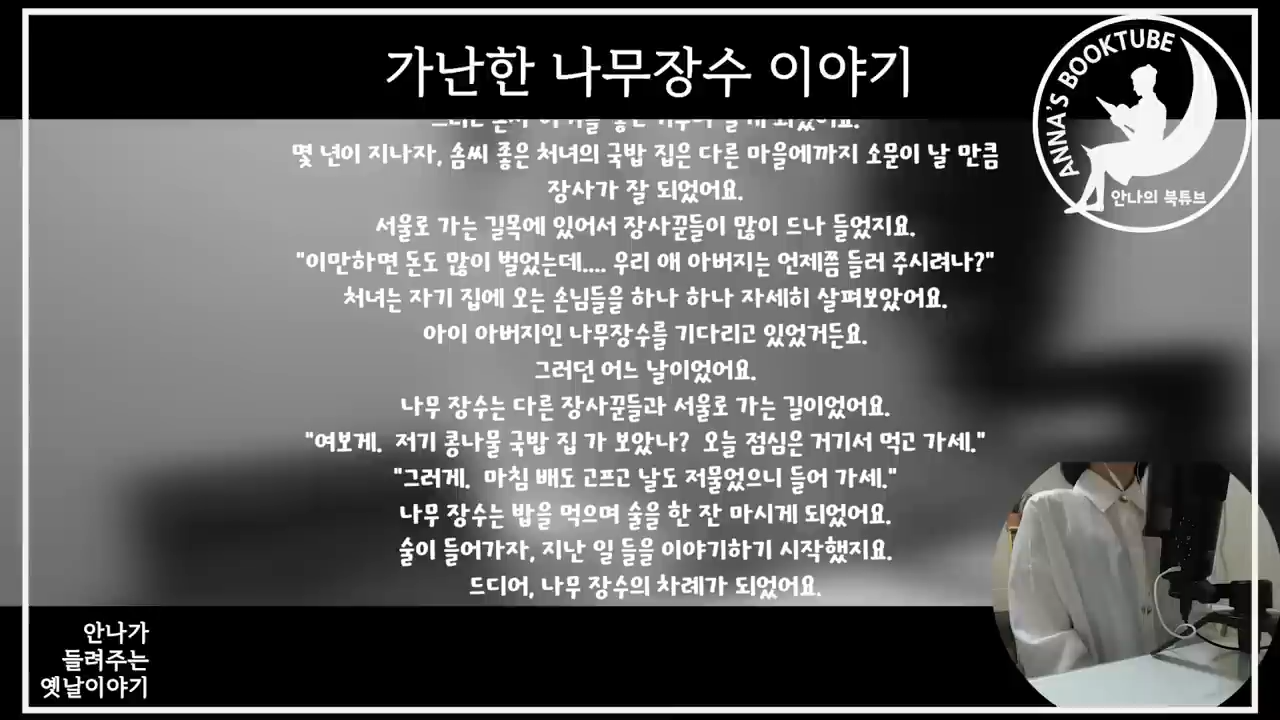 가난한 나무장수 이야기
ANNA'S BOOKTUBE
안나의 북튜브
몇 년이 지나자, 솜씨 좋은 처녀의 국밥 집은 다른 마을에까지 소문이 날 만큼
장사가 잘 되었어요.
서울로 가는 길목에 있어서 장사꾼들이 많이 드나 들었지요.
"이만하면 돈도 많이 벌었는데.... 우리 애 아버지는 언제쯤 들러 주시려나?"
처녀는 자기 집에 오는 손님들을 하나 하나 자세히 살펴보았어요.
아이 아버지인 나무장수를 기다리고 있었거든요.
그러던 어느 날이었어요.
나무 장수는 다른 장사꾼들과 서울로 가는 길이었어요.
"여보게.  저기 콩나물 국밥 집 가 보았나?  오늘 점심은 거기서 먹고 가세."
"그러게.  마침 배도 고프고 날도 저물었으니 들어 가세."
나무 장수는 밥을 먹으며 술을 한 잔 마시게 되었어요.
술이 들어가자, 지난 일 들을 이야기하기 시작했지요.
드디어, 나무 장수의 차례가 되었어요.
안나가
들려주는
옛날이야기